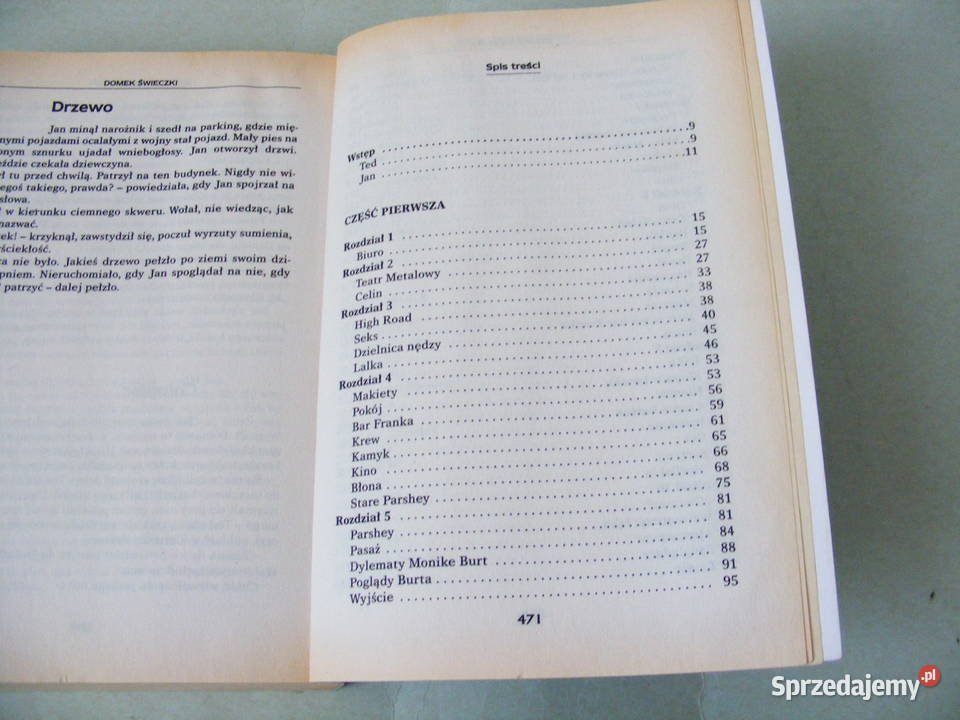 DOMEK ŚWIECZKI
Drzewo
Jan minął narożnik i szedł na parking, gdzie mię-
nymi pojazdami ocalałymi z wojny stał pojazd. Mały pies na
onym sznurku ujadał wniebogłosy. Jan otworzył drzwi.
eździe czekała dziewczyna.
ł tu przed chwilą. Patrzył na ten budynek. Nigdy nie wi-
egoś takiego, prawda? – powiedziała, gdy Jan spojrzał na
słowa.
w kierunku ciemnego skweru. Wołał, nie wiedząc, jak
nazwać.
ek! – krzyknął, zawstydził się, poczuł wyrzuty sumienia,
ściekłość.
a nie było. Jakieś drzewo pełzło po ziemi swoim dzi-
pniem. Nieruchomiało, gdy Jan spoglądał na nie, gdy
patrzyć – dalej pełzło.
Spis treści
Wstęp 9
Ted 9
Jan 11
CZĘŚĆ PIERWSZA
Rozdział 1 15
Biuro 15
Rozdział 2 27
Teatr Metalowy 27
Celin 33
Rozdział 3 38
High Road 38
Seks 40
Dzielnica nędzy 45
Lalka 46
Rozdział 4 53
Makiety 53
Pokój 56
Bar Franka 59
Krew 61
Kamyk 65
Kino 66
Błona 68
Stare Parshey 75
Rozdział 5 81
Parshey 81
Pasaż 84
Dylematy Monike Burt 88
Poglądy Burta 91
Wyjście 95
471
Sprzedajemy.pl